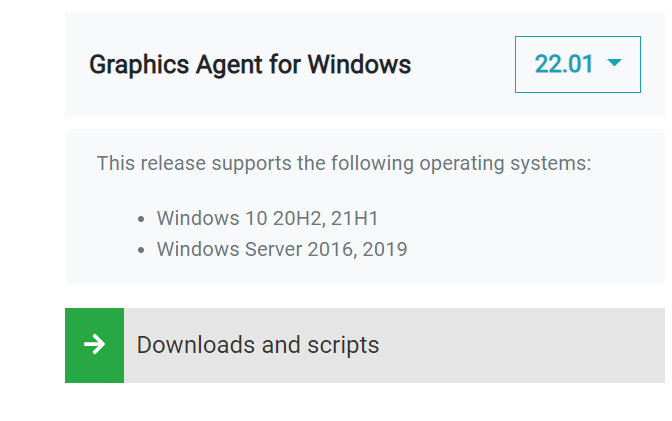 Graphics Agent for Windows
22.01
This release supports the following operating systems:
Windows 10 20H2, 21H1
Windows Server 2016, 2019
Downloads and scripts